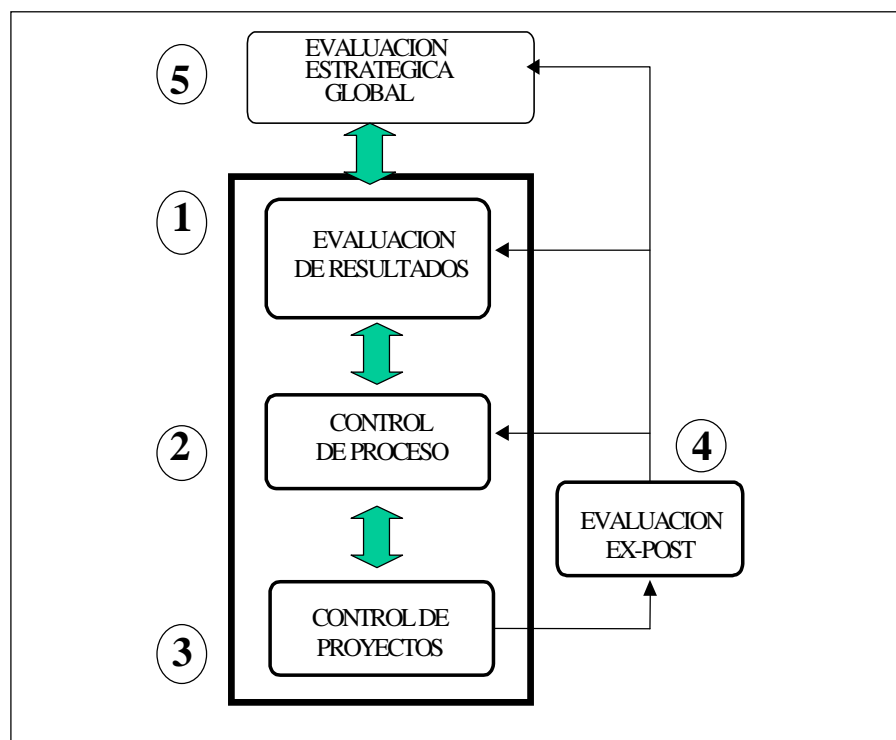 5
EVALUACION
ESTRATEGICA
GLOBAL
1
EVALUACION
DE RESULTADOS
2
CONTROL
DE PROCESO
4
EVALUACION
EX-POST
3
CONTROL DE
PROYECTOS